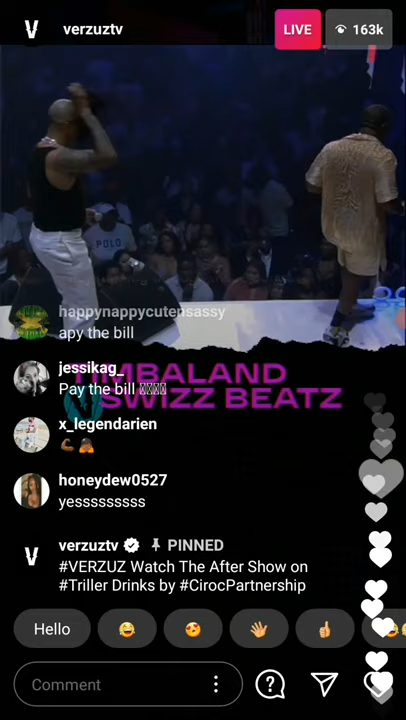 V verzuztv
LIVE
163k
POLO
happynappycutensassy
apy the bill
jessikag_
Pay the bill
TIMBALAND
SWIZZ BEATZ
x_legendarien
honeydew0527
yesssssssss
V verzuztv PINNED
#VERZUZ Watch The After Show on
#Triller Drinks by #CirocPartnership
Hello
Comment